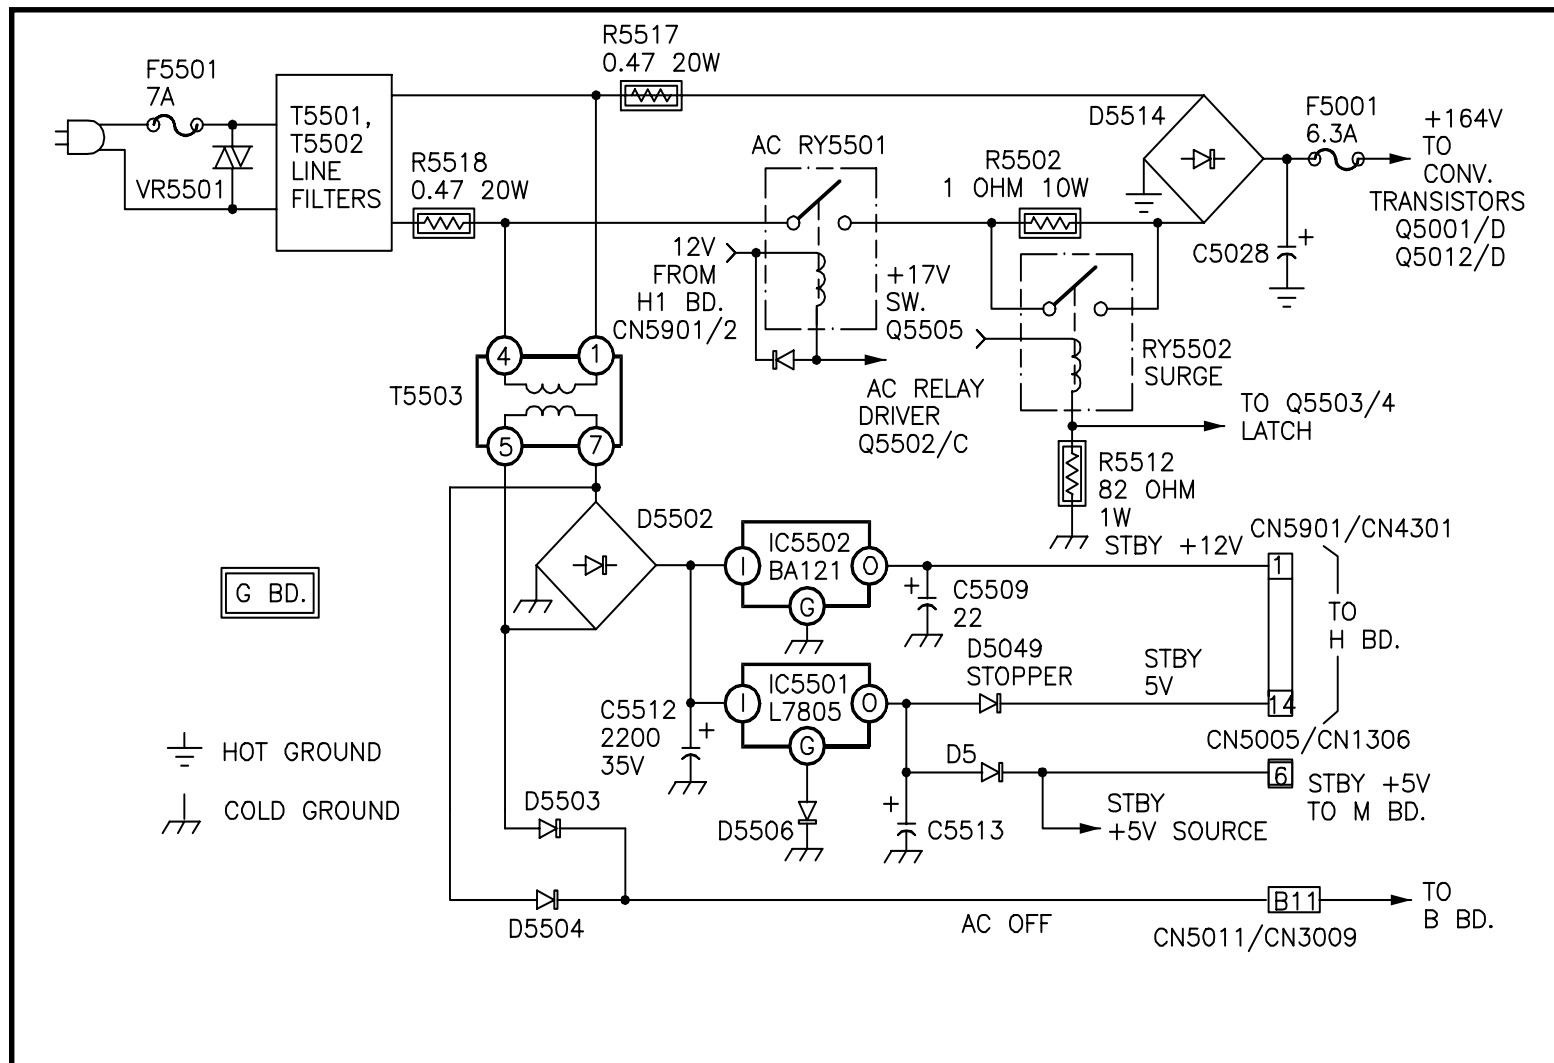 R5517
0.47 20W
F5501
7A
T5501,
T5502
LINE
FILTERS
VR5501
R5518
0.47 20W
AC RY5501
R5502
1 OHM 10W
D5514
F5001
6.3A
+164V
TO
CONV.
TRANSISTORS
Q5001/D
Q5012/D
C5028
+
12V
FROM
H1 BD.
CN5901/2
+17V
SW.
Q5505
RY5502
SURGE
AC RELAY
DRIVER
Q5502/C
TO Q5503/4
LATCH
4
1
T5503
5
7
R5512
82 OHM
1W
D5502
IC5502
BA121
I
O
G
STBY +12V
CN5901/CN4301
1
+
C5509
22
TO
H BD.
G BD.
D5049
STOPPER
STBY
5V
14
IC5501
L7805
I
O
G
C5512
2200
35V
+
CN5005/CN1306
D5
6
STBY +5V
TO M BD.
HOT GROUND
COLD GROUND
D5503
D5506
+
C5513
STBY
+5V SOURCE
D5504
AC OFF
B11
TO
B BD.
CN5011/CN3009